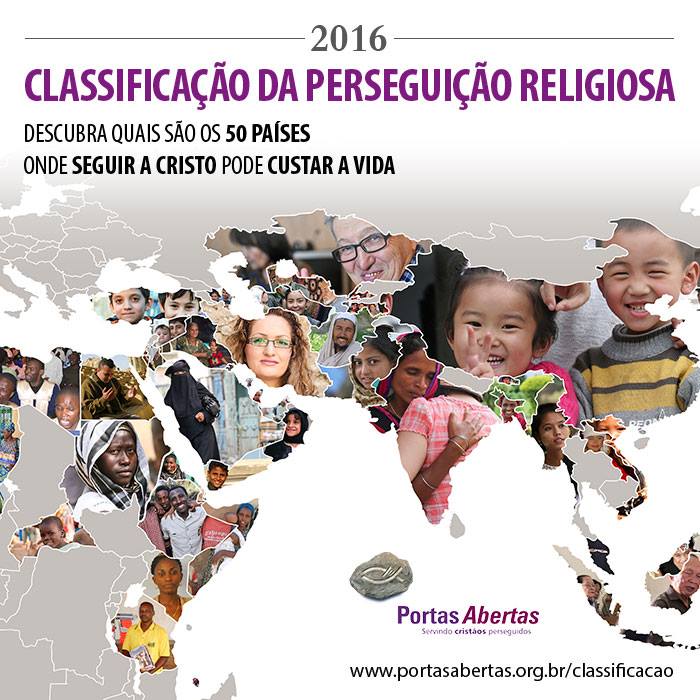 2016
CLASSIFICAÇÃO DA PERSEGUIÇÃO RELIGIOSA
DESCUBRA QUAIS SÃO OS 50 PAÍSES
ONDE SEGUIR A CRISTO PODE CUSTAR A VIDA
Portas Abertas
Servindo cristãos perseguidos
www.portasabertas.org.br/classificacao